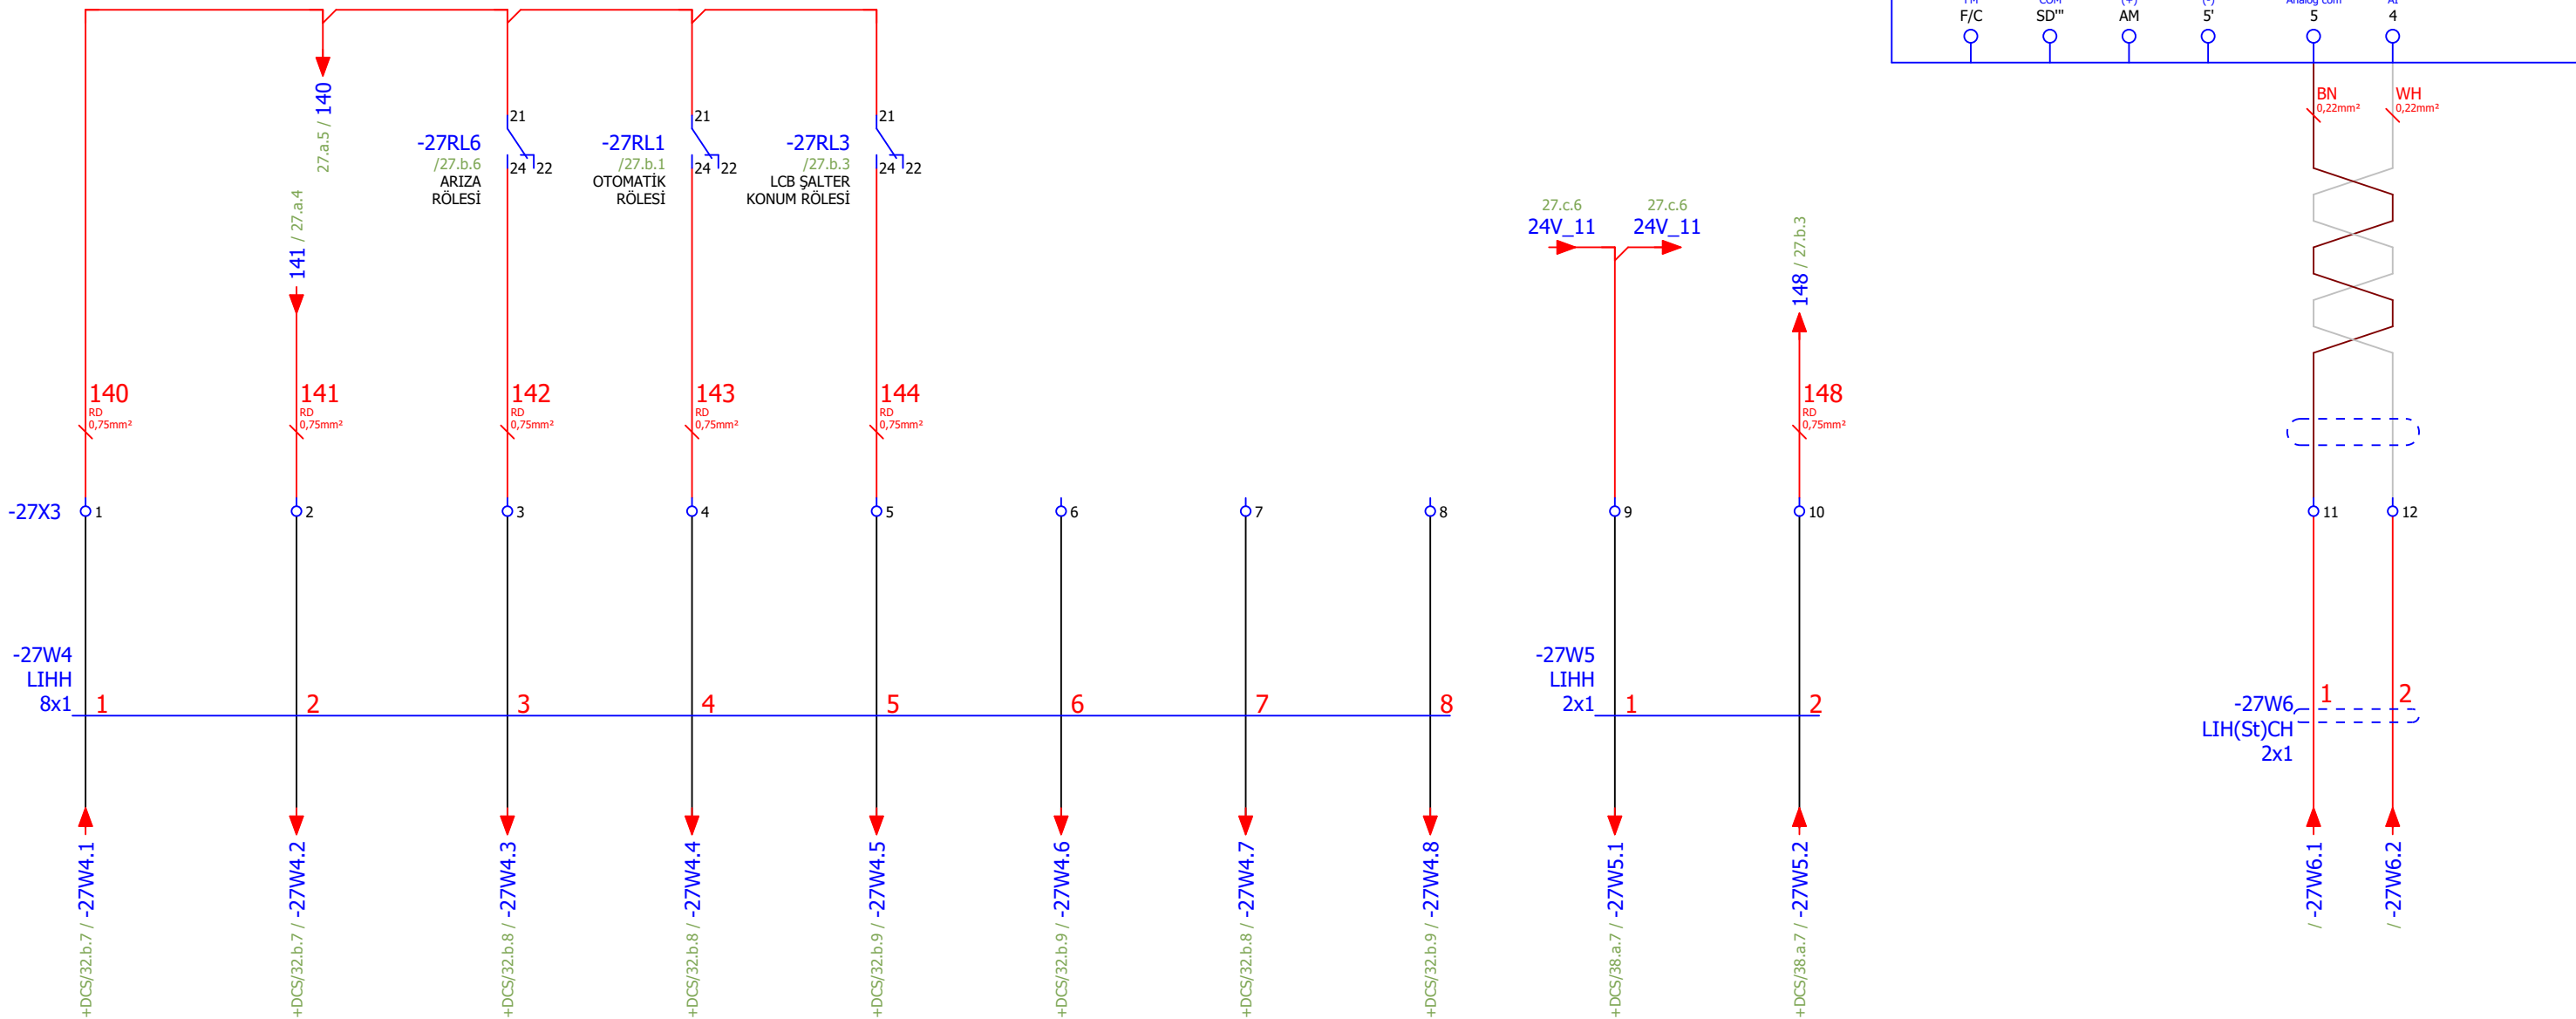 F/C
SD'''
AM
5'
5
4
(+)
(-)
Analog com
AI
140
27.a.5 /
141 / 27.a.4
21
-27RL6
/27.b.6
24 22
ARIZA
RÖLESİ
21
-27RL1
/27.b.1
24 22
OTOMATİK
RÖLESİ
21
-27RL3
/27.b.3
24 22
LCB ŞALTER
KONUM RÖLESİ
27.c.6
24V_11
27.c.6
24V_11
148 / 27.b.3
BN
0,22mm²
WH
0,22mm²
140
RD
0,75mm²
141
RD
0,75mm²
142
RD
0,75mm²
143
RD
0,75mm²
144
RD
0,75mm²
148
RD
0,75mm²
-27X3
1
2
3
4
5
6
7
8
9
10
11
12
-27W4
LIHH
8x1
1
2
3
4
5
6
7
8
-27W5
LIHH
2x1
1
2
-27W6
LIH(St)CH
2x1
1
2
+DCS/32.b.7 / -27W4.1
+DCS/32.b.7 / -27W4.2
+DCS/32.b.8 / -27W4.3
+DCS/32.b.8 / -27W4.4
+DCS/32.b.9 / -27W4.5
+DCS/32.b.9 / -27W4.6
+DCS/32.b.8 / -27W4.7
+DCS/32.b.9 / -27W4.8
+DCS/38.a.7 / -27W5.1
+DCS/38.a.7 / -27W5.2
/ -27W6.1
/ -27W6.2